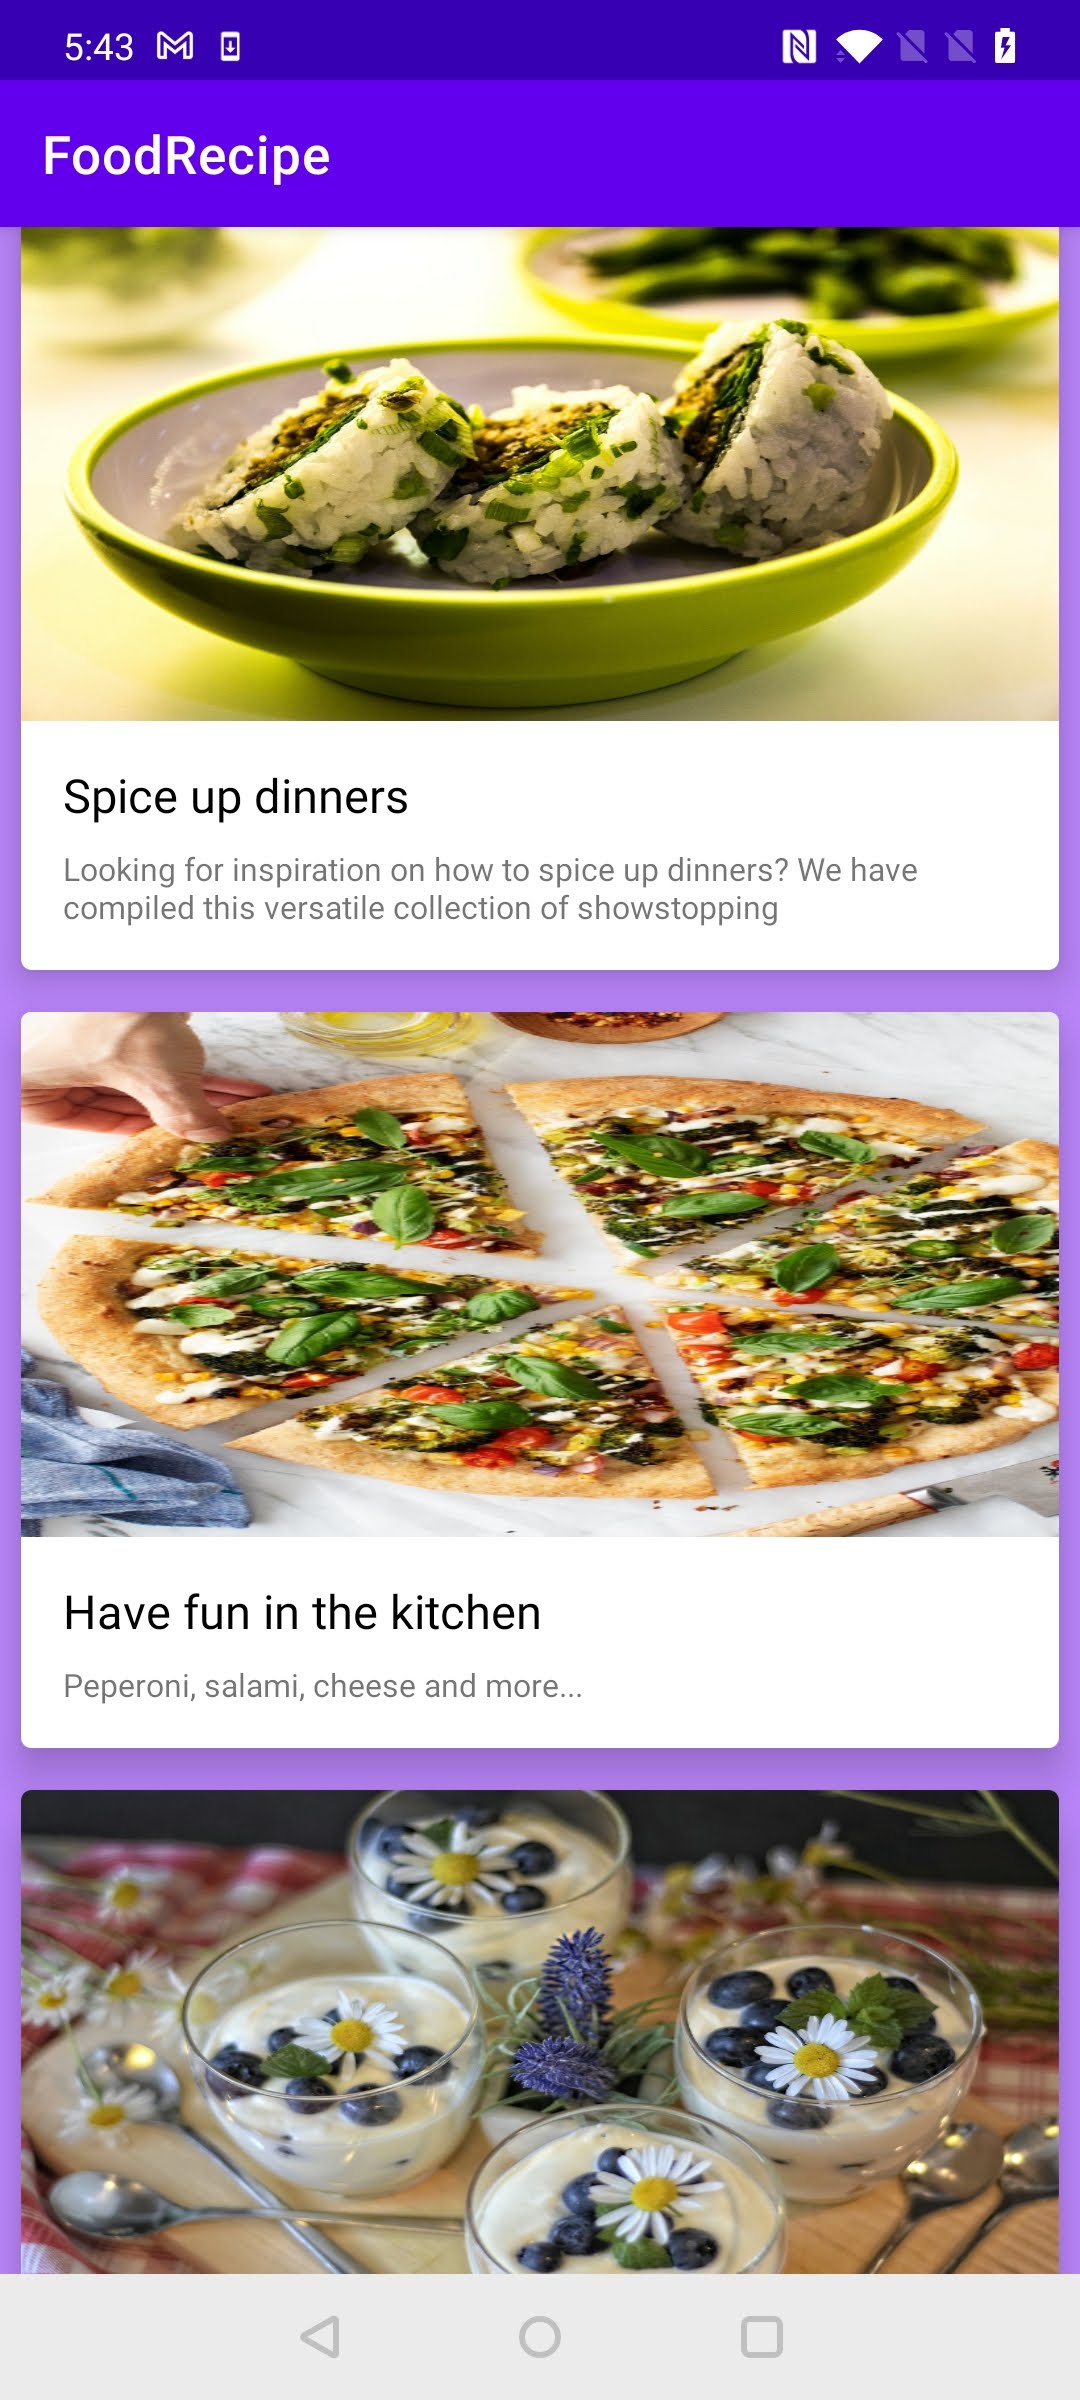 5:43
FoodRecipe
Spice up dinners
Looking for inspiration on how to spice up dinners? We have
compiled this versatile collection of showstopping
Have fun in the kitchen
Peperoni, salami, cheese and more...